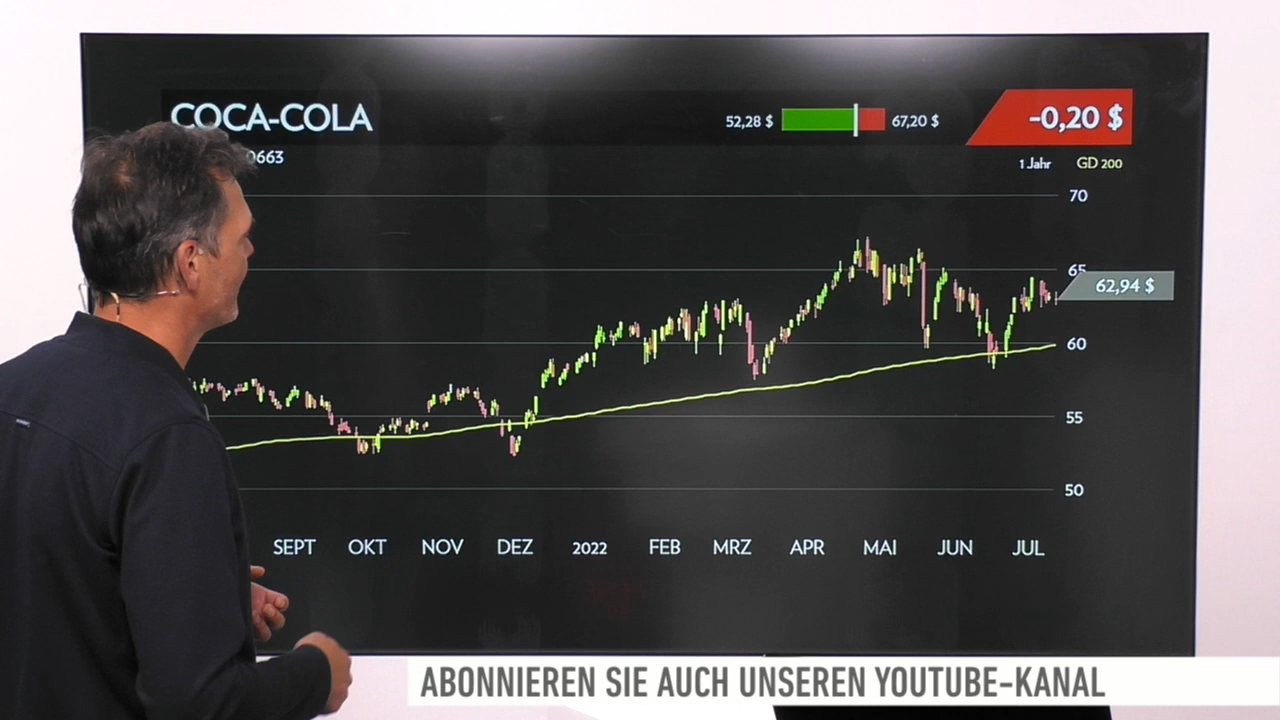 COCA-COLA
52,28 $ 67,20 $
-0,20 $
0663
1 Jahr GD 200
70
65
62,94 $
60
55
50
SEPT OKT NOV DEZ 2022 FEB MRZ APR MAI JUN JUL
ABONNIEREN SIE AUCH UNSEREN YOUTUBE-KANAL